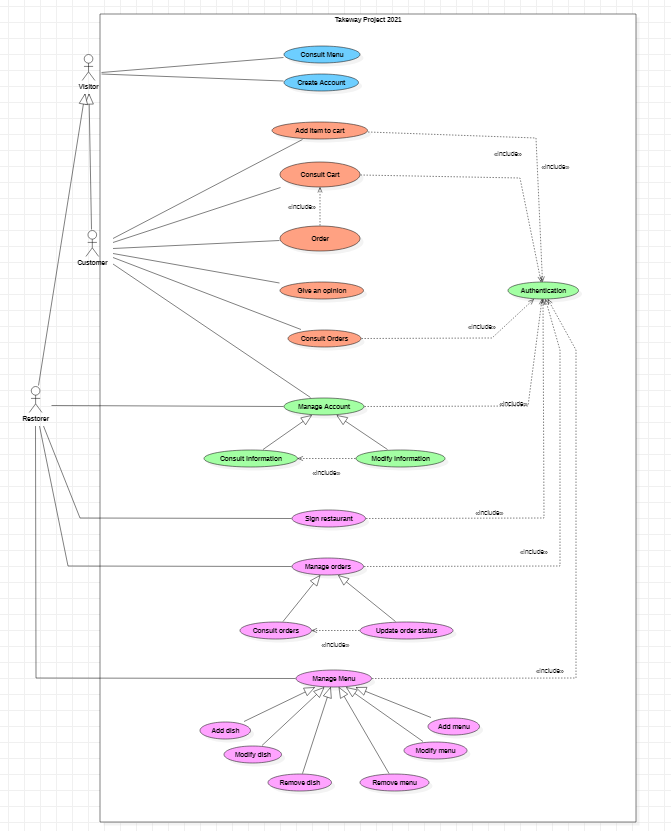 Takeway Project 2021
Consult Menu
Visitor
Create Account
Add item to cart
«include»
«include»
Consult Cart
«include»
Order
Customer
Give an opinion
Authentication
«include»
Consult Orders
Manage Account
«include»
Restorer
Consult Information
Modify Information
«include»
Sign restaurant
«include»
«include»
Manage orders
Consult orders
Update order status
«include»
«include»
Manage Menu
Add dish
Add menu
Modify dish
Modify menu
Remove dish
Remove menu